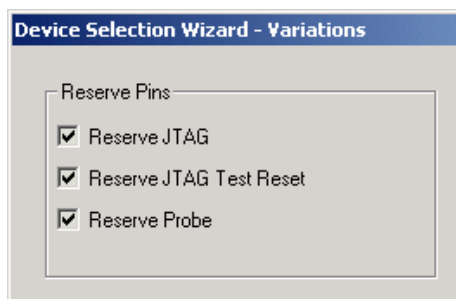 Device Selection Wizard - Variations
Reserve Pins
Reserve JTAG
Reserve JTAG Test Reset
Reserve Probe